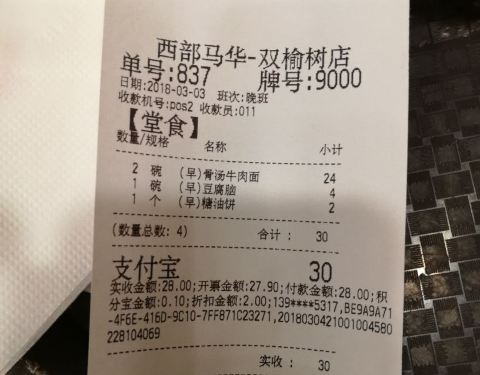 西部马华-双榆树店
单号:837 牌号:9000
日期:2018-03-03 班次:晚班
收款机号:pos2 收款员:011
【堂食】
数量/规格 名称 小计
2 碗 (早)骨汤牛肉面 24
1 碗 (早)豆腐脑 4
1 个 (早)糖油饼 2
(数量总数: 4) 合计: 30
支付宝 30
实收金额:28.00;开票金额:27.90;付款金额:28.00;积
分宝金额:0.10;折扣金额:2.00;139****5317,BE9A9A71
-4F6E-416D-9C10-7FF871C23271,2018030421001004580
228104069
实收: 30